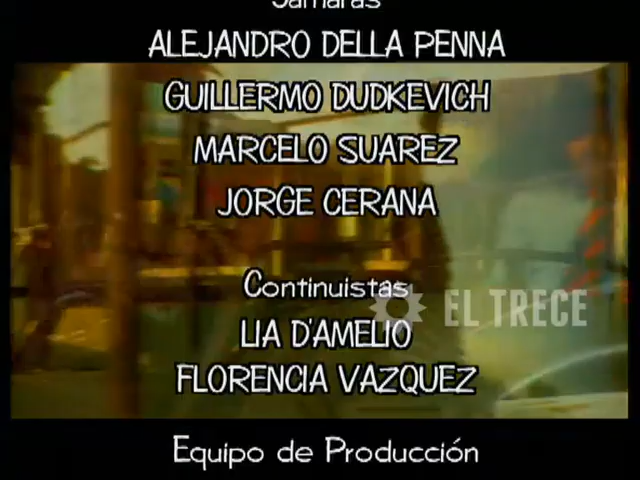 ALEJANDRO DELLA PENNA
GUILLERMO DUDKEVICH
MARCELO SUAREZ
JORGE CERANA
Continuistas
LIA D'AMELIO
EL TRECE
FLORENCIA VAZQUEZ
Equipo de Producción